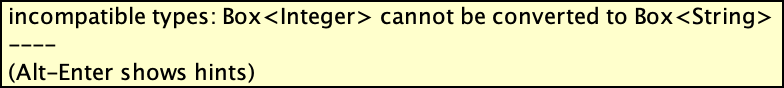 incompatible types: Box<Integer> cannot be converted to Box<String>
----
(Alt-Enter shows hints)